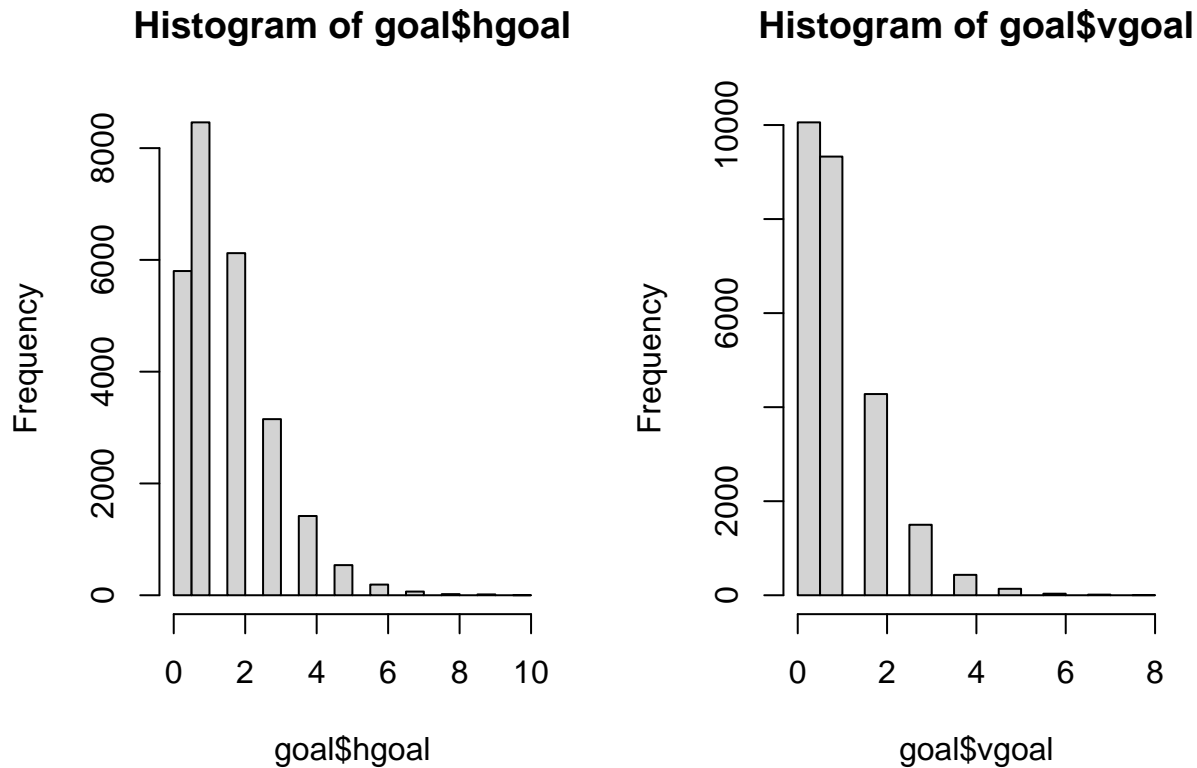 Histogram of goal$hgoal
Frequency
0
2000
4000
6000
8000
0 2 4 6 8 10
goal$hgoal
Histogram of goal$vgoal
Frequency
0
2000
6000
10000
0 2 4 6 8
goal$vgoal